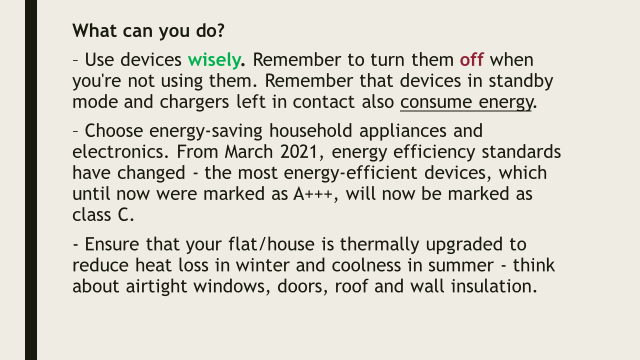 What can you do?
– Use devices wisely. Remember to turn them off when
you're not using them. Remember that devices in standby
mode and chargers left in contact also consume energy.
– Choose energy-saving household appliances and
electronics. From March 2021, energy efficiency standards
have changed - the most energy-efficient devices, which
until now were marked as A+++, will now be marked as
class C.
- Ensure that your flat/house is thermally upgraded to
reduce heat loss in winter and coolness in summer - think
about airtight windows, doors, roof and wall insulation.